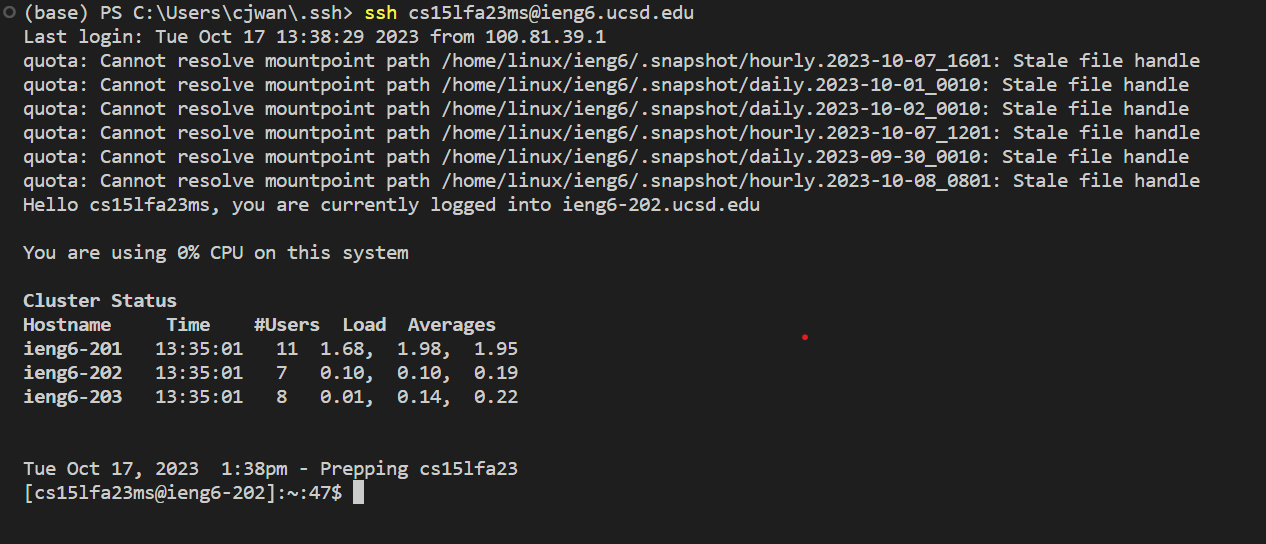 (base) PS C:\Users\cjwan\.ssh> ssh cs15lfa23ms@ieng6.ucsd.edu
Last login: Tue Oct 17 13:38:29 2023 from 100.81.39.1
quota: Cannot resolve mountpoint path /home/linux/ieng6/.snapshot/hourly.2023-10-07_1601: Stale file handle
quota: Cannot resolve mountpoint path /home/linux/ieng6/.snapshot/daily.2023-10-01_0010: Stale file handle
quota: Cannot resolve mountpoint path /home/linux/ieng6/.snapshot/daily.2023-10-02_0010: Stale file handle
quota: Cannot resolve mountpoint path /home/linux/ieng6/.snapshot/hourly.2023-10-07_1201: Stale file handle
quota: Cannot resolve mountpoint path /home/linux/ieng6/.snapshot/daily.2023-09-30_0010: Stale file handle
quota: Cannot resolve mountpoint path /home/linux/ieng6/.snapshot/hourly.2023-10-08_0801: Stale file handle
Hello cs15lfa23ms, you are currently logged into ieng6-202.ucsd.edu
You are using 0% CPU on this system
Cluster Status
Hostname     Time    #Users  Load  Averages
ieng6-201   13:35:01   11  1.68,  1.98,  1.95
ieng6-202   13:35:01   7   0.10,  0.10,  0.19
ieng6-203   13:35:01   8   0.01,  0.14,  0.22
Tue Oct 17, 2023  1:38pm - Prepping cs15lfa23
[cs15lfa23ms@ieng6-202]:~:47$